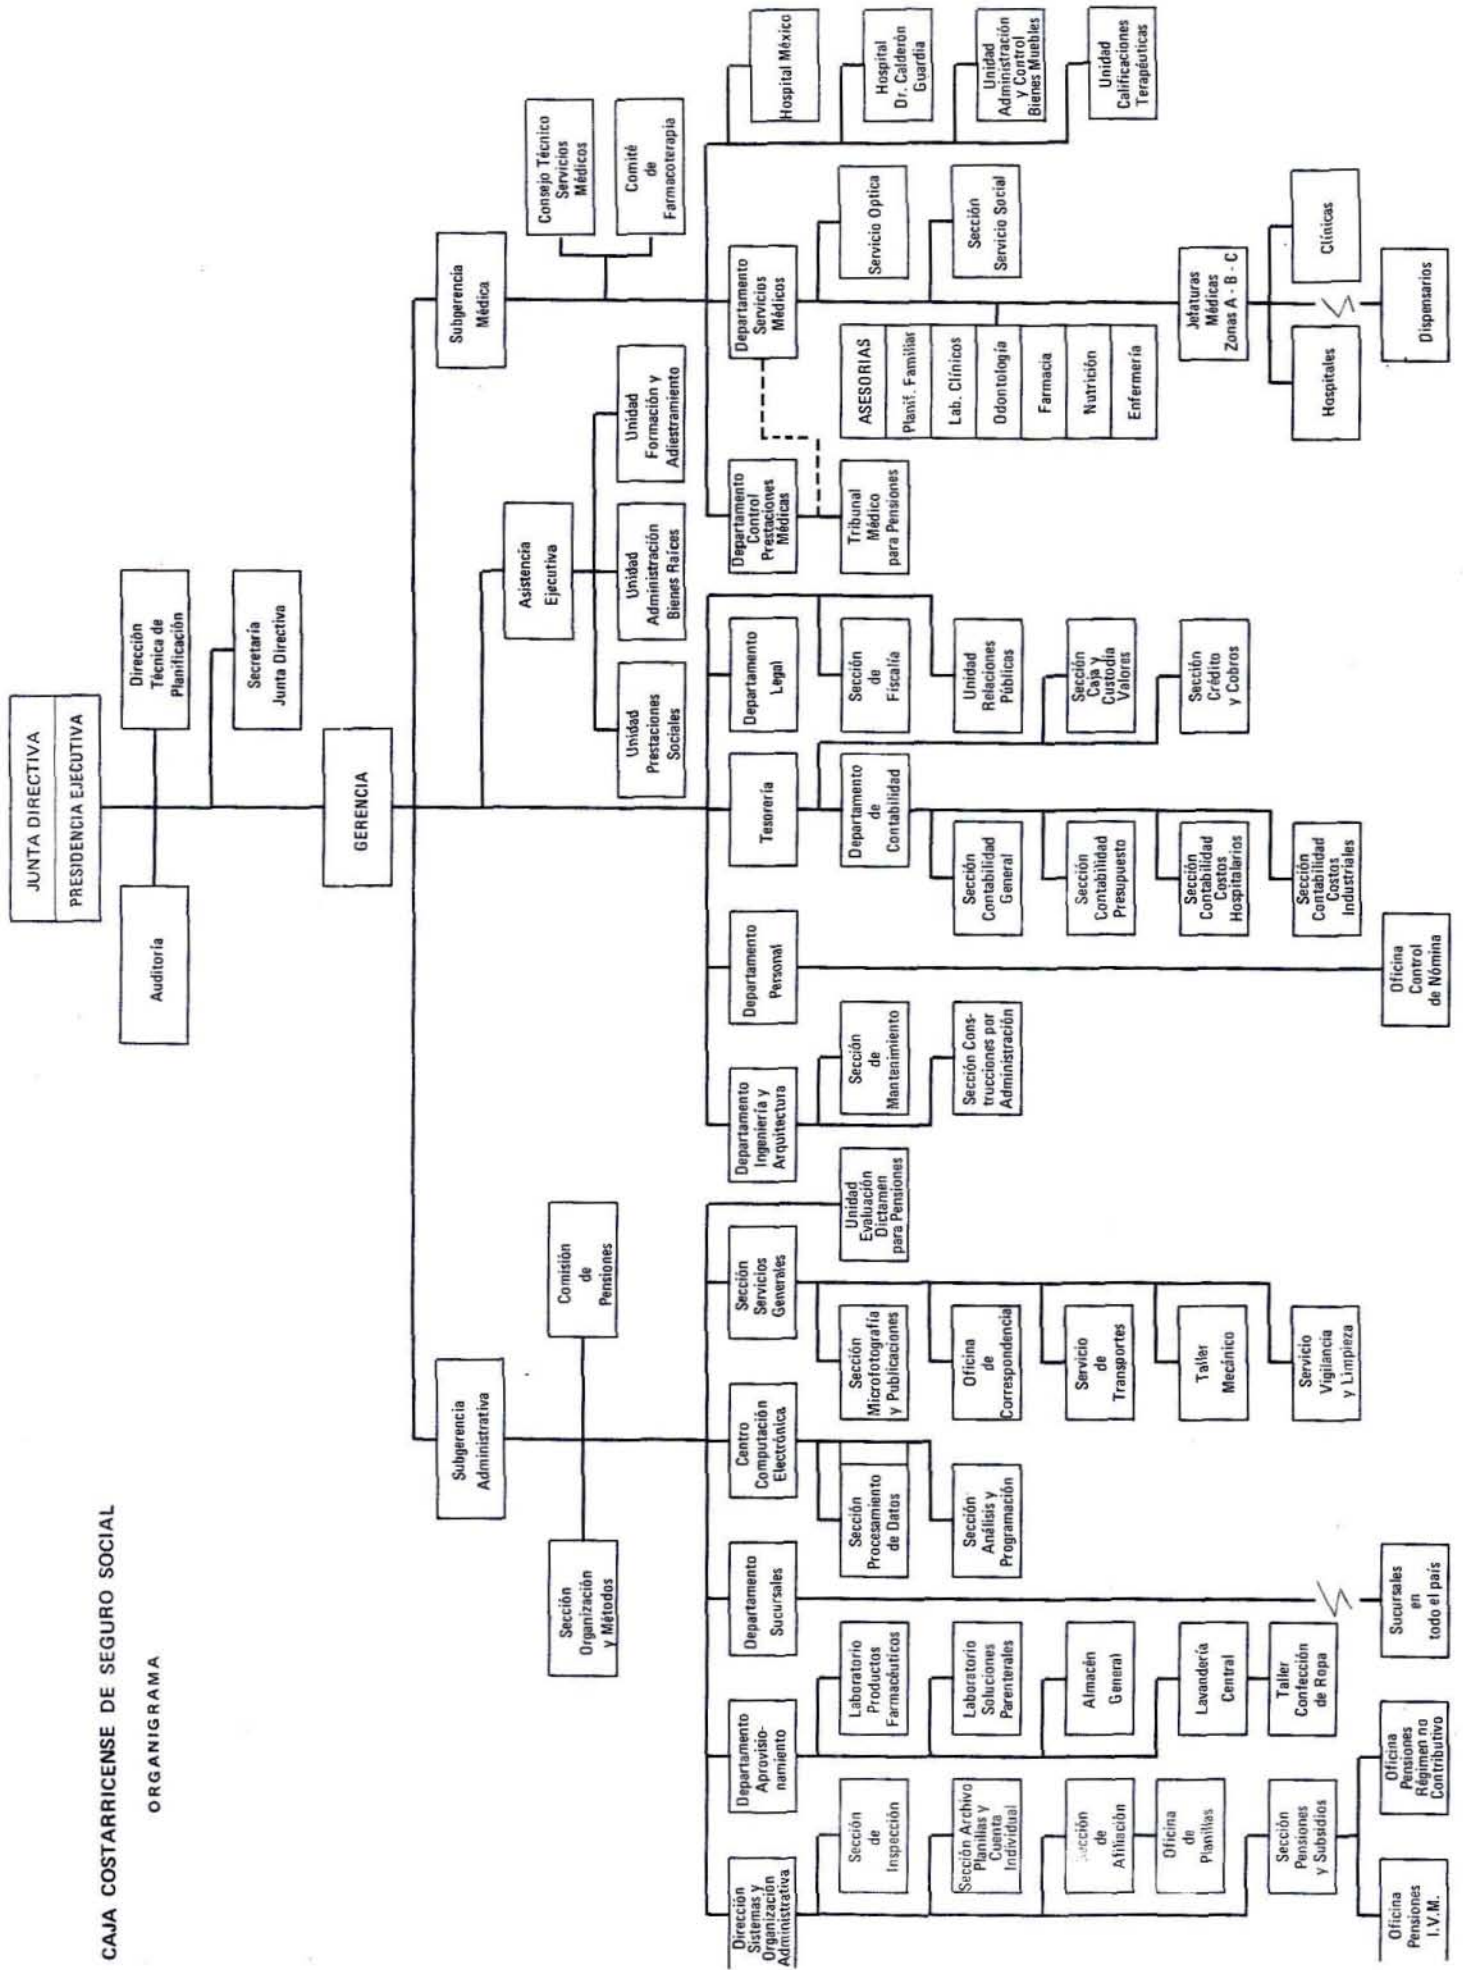 CAJA COSTARRICENSE DE SEGURO SOCIAL
ORGANIGRAMA
JUNTA DIRECTIVA
PRESIDENCIA EJECUTIVA
Auditoría
Dirección
Técnica de
Planificación
Secretaría
Junta Directiva
GERENCIA
Subgerencia
Administrativa
Subgerencia
Médica
Sección
Organización
y Métodos
Comisión
de
Pensiones
Asistencia
Ejecutiva
Unidad
Prestaciones
Sociales
Unidad
Administración
Bienes Raíces
Unidad
Formación y
Adiestramiento
Consejo Técnico
Servicios
Médicos
Comité
de
Farmacoterapia
Dirección
Sistemas y
Organización
Administrativa
Departamento
Aprovisio-
namiento
Departamento
Sucursales
Centro
Computación
Electrónica
Sección
Servicios
Generales
Departamento
Ingeniería y
Arquitectura
Departamento
Personal
Tesorería
Departamento
Legal
Departamento
Control
Prestaciones
Médicas
Departamento
Servicios
Médicos
Hospital México
Sección
de
Inspección
Laboratorio
Productos
Farmacéuticos
Sección
Procesamiento
de Datos
Sección
Microfotografía
y Publicaciones
Unidad
Evaluación
Dictamen
para Pensiones
Sección
de
Mantenimiento
Departamento
de
Contabilidad
Sección
de
Fiscalía
Tribunal
Médico
para Pensiones
ASESORIAS
Planif. Familiar
Lab. Clínicos
Odontología
Farmacia
Nutrición
Enfermería
Servicio Optica
Hospital
Dr. Calderón
Guardia
Sección Archivo
Planillas y
Cuenta
Individual
Laboratorio
Soluciones
Parenterales
Sección
Análisis y
Programación
Oficina
de
Correspondencia
Sección Cons-
trucciones por
Administración
Sección
Contabilidad
General
Unidad
Relaciones
Públicas
Sección
Servicio Social
Unidad
Administración
y Control
Bienes Muebles
Sección
de
Afiliación
Almacén
General
Servicio
de
Transportes
Sección
Contabilidad
Presupuesto
Sección
Caja y
Custodia
Valores
Unidad
Calificaciones
Terapéuticas
Oficina
de
Planillas
Lavandería
Central
Taller
Mecánico
Sección
Contabilidad
Costos
Hospitalarios
Sección
Crédito
y Cobros
Jefaturas
Médicas
Zonas A - B - C
Sección
Pensiones
y Subsidios
Taller
Confección
de Ropa
Servicio
Vigilancia
y Limpieza
Sección
Contabilidad
Costos
Industriales
Hospitales
Clínicas
Oficina
Pensiones
I.V.M.
Oficina
Pensiones
Régimen no
Contributivo
Sucursales
en
todo el país
Oficina
Control
de Nómina
Dispensarios